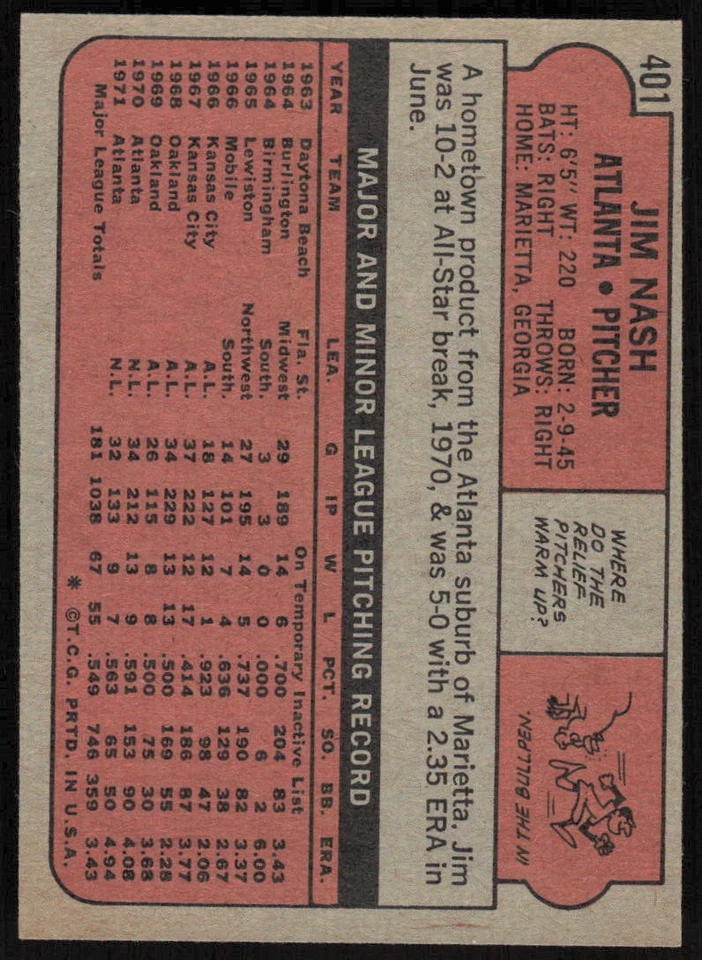 401
JIM NASH
ATLANTA • PITCHER
HT: 6'5" WT: 220 BORN: 2-9-45
BATS: RIGHT THROWS: RIGHT
HOME: MARIETTA, GEORGIA
WHERE
DO THE
RELIEF
PITCHERS
WARM UP?
IN THE BULLPEN.
A hometown product from the Atlanta suburb of Marietta, Jim
was 10-2 at All-Star break, 1970, & was 5-0 with a 2.35 ERA in
June.
MAJOR AND MINOR LEAGUE PITCHING RECORD
YEAR TEAM LEA. G IP W L PCT. SO. BB. ERA.
1963 Daytona Beach Fla. St. On Temporary Inactive List
1964 Burlington Midwest 29 189 14 6 .700 204 83 3.43
1964 Birmingham South. 3 3 0 0 .000 6 2 6.00
1965 Lewiston Northwest 27 195 14 5 .737 190 82 3.37
1966 Mobile South. 14 101 7 4 .636 129 38 2.67
1966 Kansas City A.L. 18 127 12 1 .923 98 47 2.06
1967 Kansas City A.L. 37 222 12 17 .414 186 87 3.77
1968 Oakland A.L. 34 229 13 13 .500 169 55 2.28
1969 Oakland A.L. 26 115 8 8 .500 75 30 3.68
1970 Atlanta N.L. 34 212 13 9 .591 153 90 4.08
1971 Atlanta N.L. 32 133 9 7 .563 65 50 4.94
Major League Totals 181 1038 67 55 .549 746 359 3.43
* ©T.C.G. PRTD. IN U.S.A.